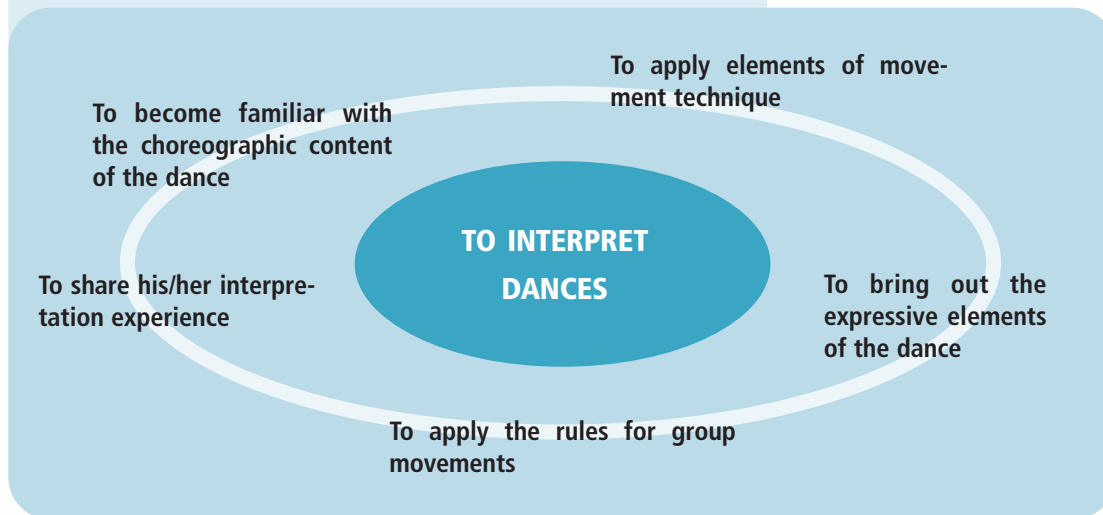 To become familiar with
the choreographic content
of the dance
To apply elements of move-
ment technique
TO INTERPRET
DANCES
To share his/her interpre-
tation experience
To bring out the
expressive elements
of the dance
To apply the rules for group
movements